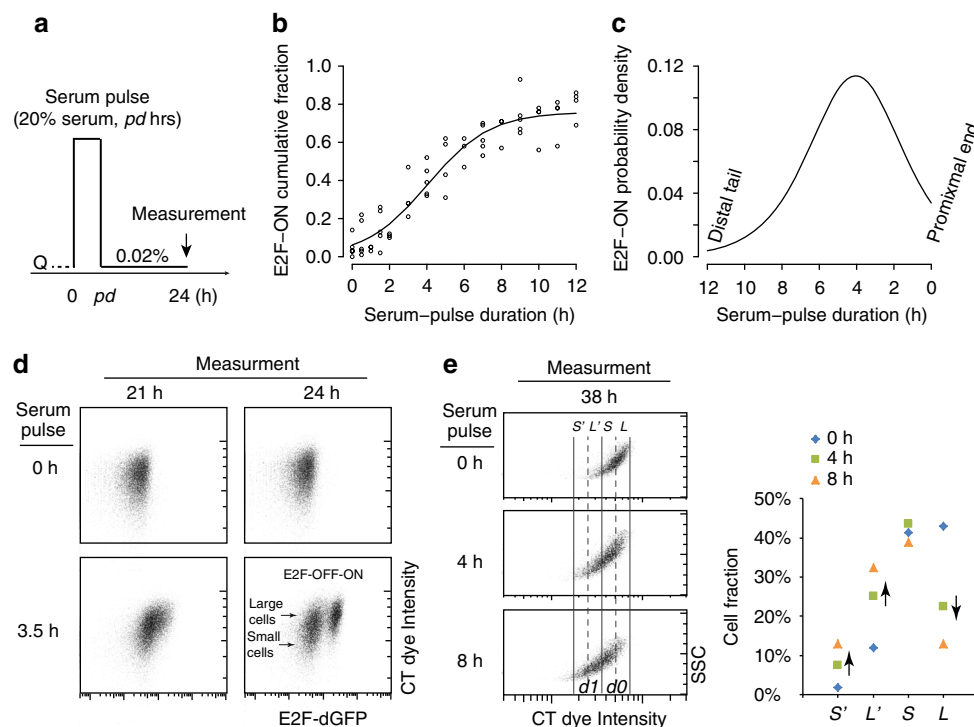 a
Serum pulse
(20% serum, pd hrs)
Measurement
0.02%
Q
0 pd 24 (h)
b
E2F–ON cumulative fraction
1.0
0.8
0.6
0.4
0.2
0.0
0 2 4 6 8 10 12
Serum–pulse duration (h)
c
E2F–ON probability density
0.12
0.08
0.04
0.00
Distal tail
Promixmal end
12 10 8 6 4 2 0
Serum–pulse duration (h)
d
Measurment
21 h 24 h
Serum
pulse
0 h
3.5 h
E2F-OFF-ON
Large
cells
Small
cells
CT dye Intensity
E2F-dGFP
e
Measurment
38 h
Serum
pulse
S' L' S L
0 h
4 h
8 h
d1 d0
SSC
CT dye Intensity
0 h
4 h
8 h
Cell fraction
50%
40%
30%
20%
10%
0%
S' L' S L